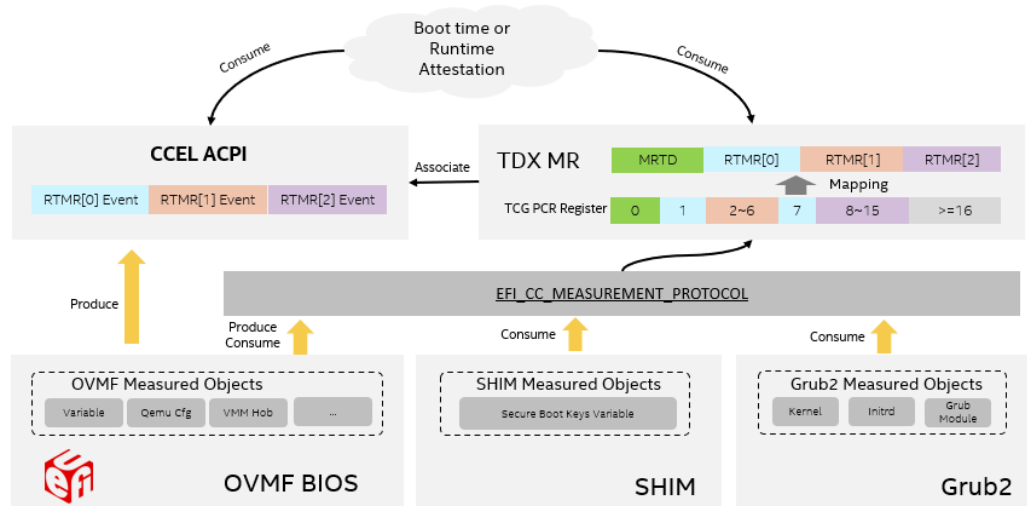 Boot time or
Runtime
Attestation
Consume
Consume
CCEL ACPI
RTMR[0] Event
RTMR[1] Event
RTMR[2] Event
Associate
TDX MR
MRTD
RTMR[0]
RTMR[1]
RTMR[2]
Mapping
TCG PCR Register
0
1
2~6
7
8~15
>=16
EFI_CC_MEASUREMENT_PROTOCOL
Produce
Produce
Consume
Consume
Consume
OVMF Measured Objects
Variable
Qemu Cfg
VMM Hob
...
UEFI
OVMF BIOS
SHIM Measured Objects
Secure Boot Keys Variable
SHIM
Grub2 Measured Objects
Kernel
Initrd
Grub
Module
Grub2